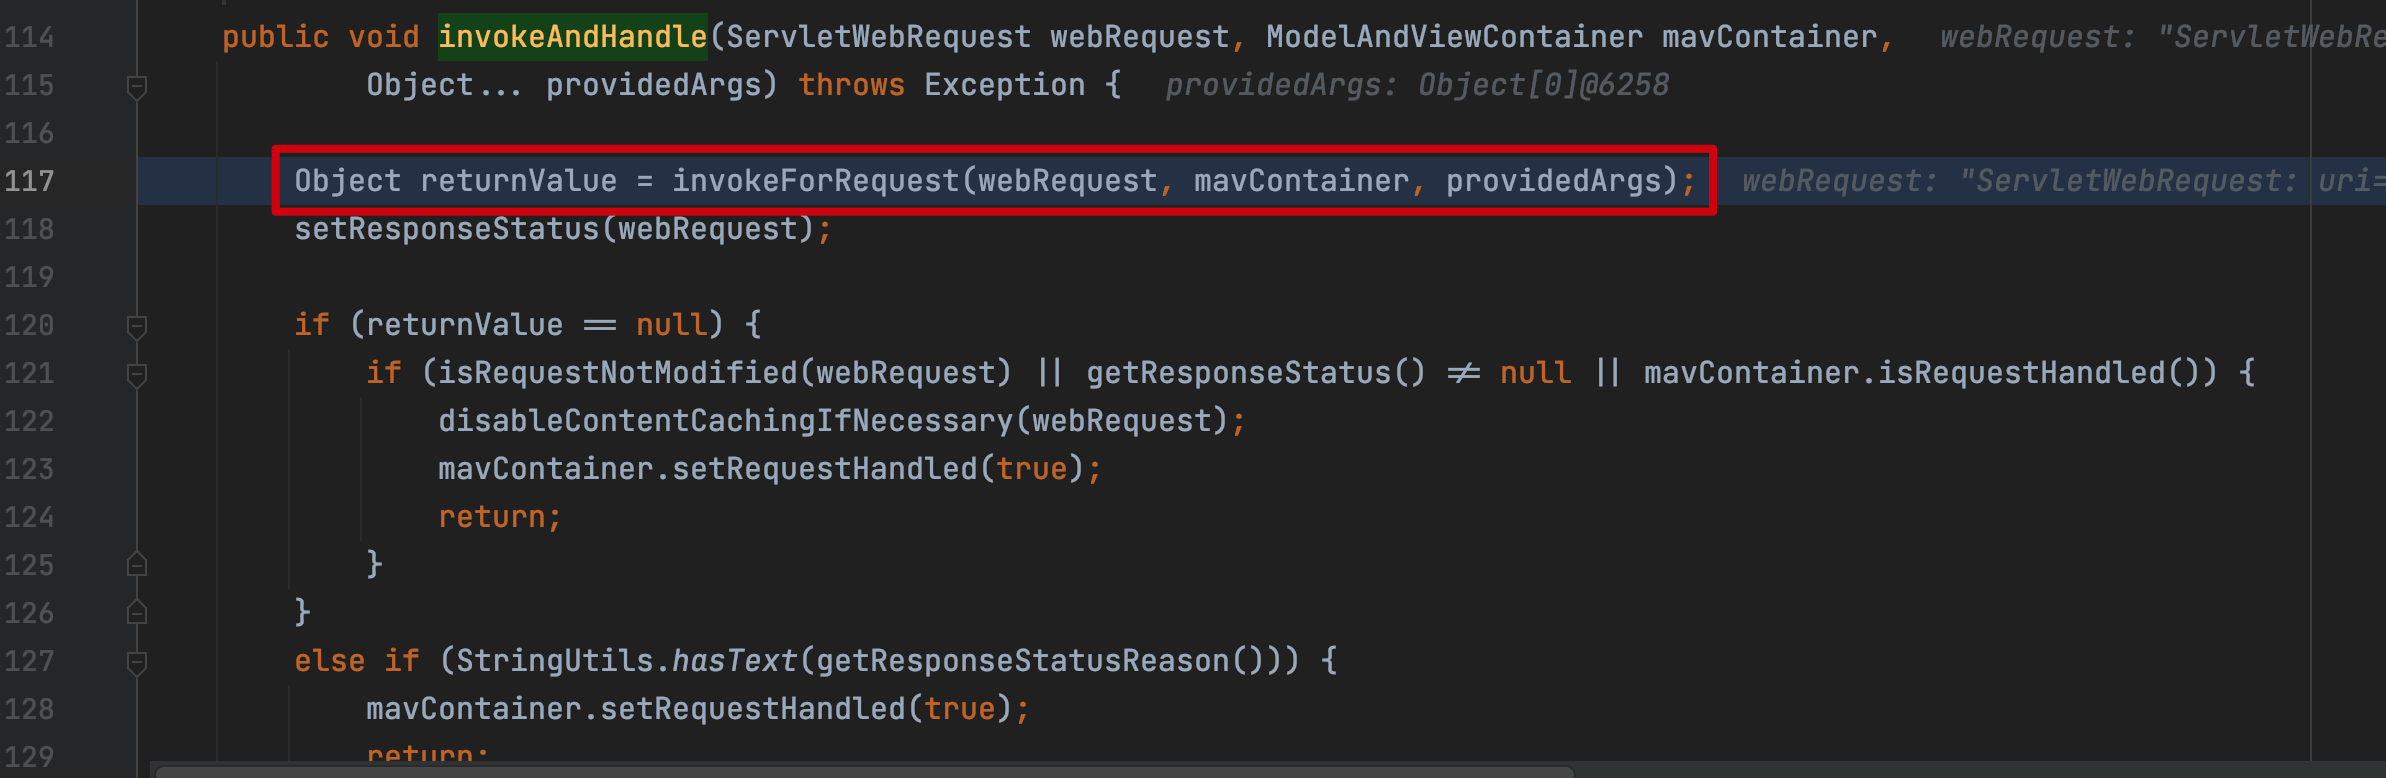 114 public void invokeAndHandle(ServletWebRequest webRequest, ModelAndViewContainer mavContainer, webRequest: "ServletWebRe
115 Object... providedArgs) throws Exception { providedArgs: Object[0]@6258
116
117 Object returnValue = invokeForRequest(webRequest, mavContainer, providedArgs); webRequest: "ServletWebRequest: uri=
118 setResponseStatus(webRequest);
119
120 if (returnValue == null) {
121 if (isRequestNotModified(webRequest) || getResponseStatus() != null || mavContainer.isRequestHandled()) {
122 disableContentCachingIfNecessary(webRequest);
123 mavContainer.setRequestHandled(true);
124 return;
125 }
126 }
127 else if (StringUtils.hasText(getResponseStatusReason())) {
128 mavContainer.setRequestHandled(true);
129 return;